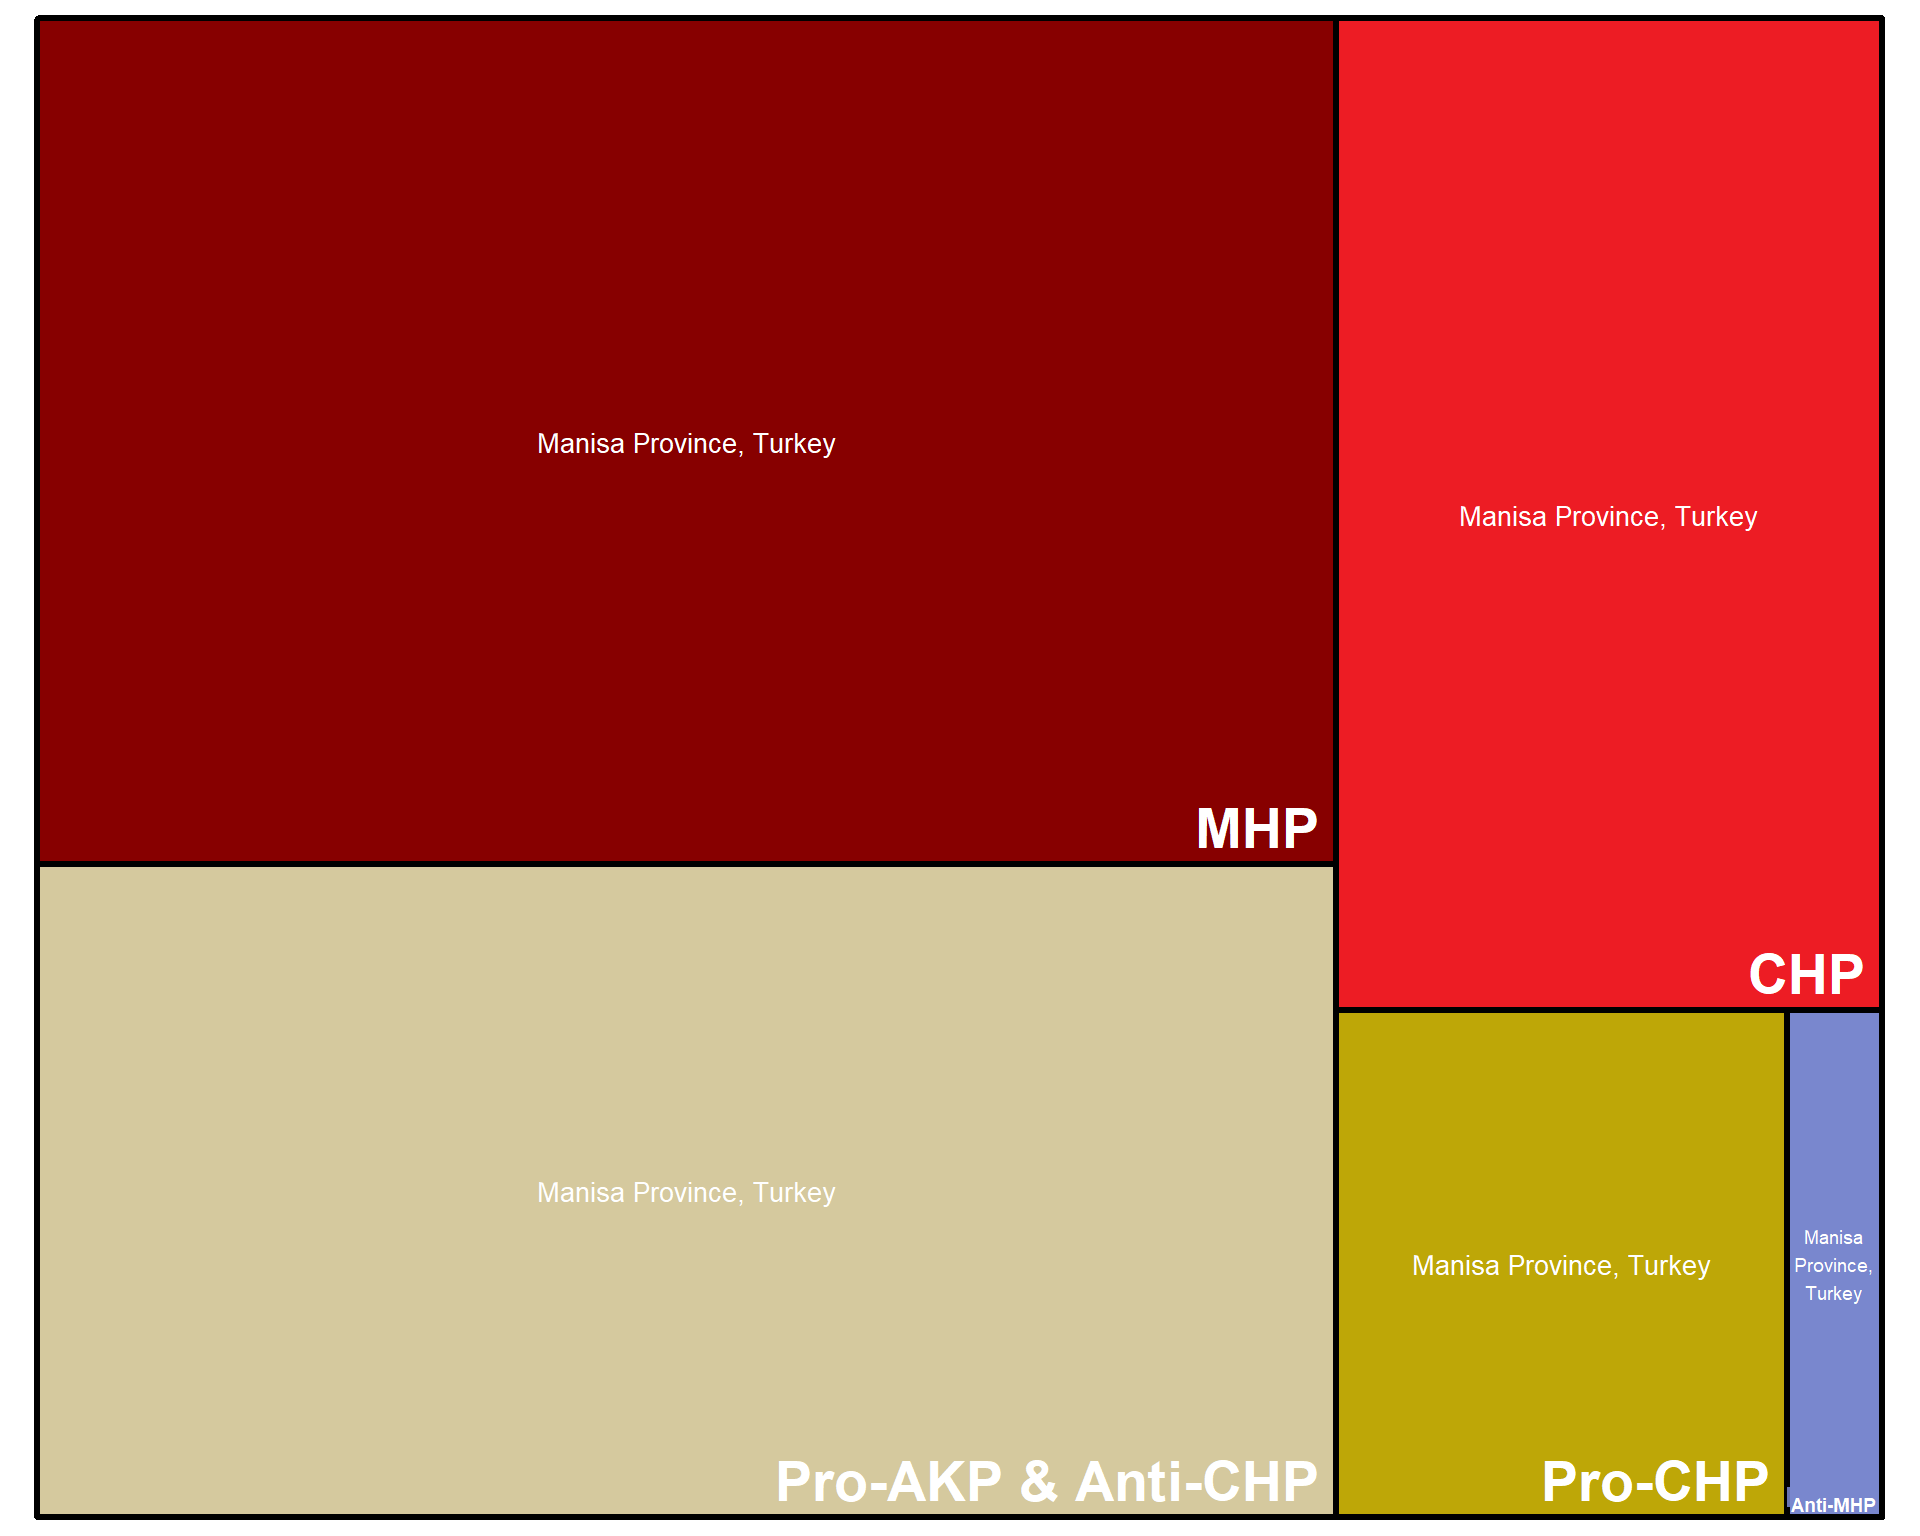 Manisa Province, Turkey
MHP
Manisa Province, Turkey
CHP
Manisa Province, Turkey
Pro-AKP & Anti-CHP
Manisa Province, Turkey
Pro-CHP
Manisa
Province,
Turkey
Anti-MHP